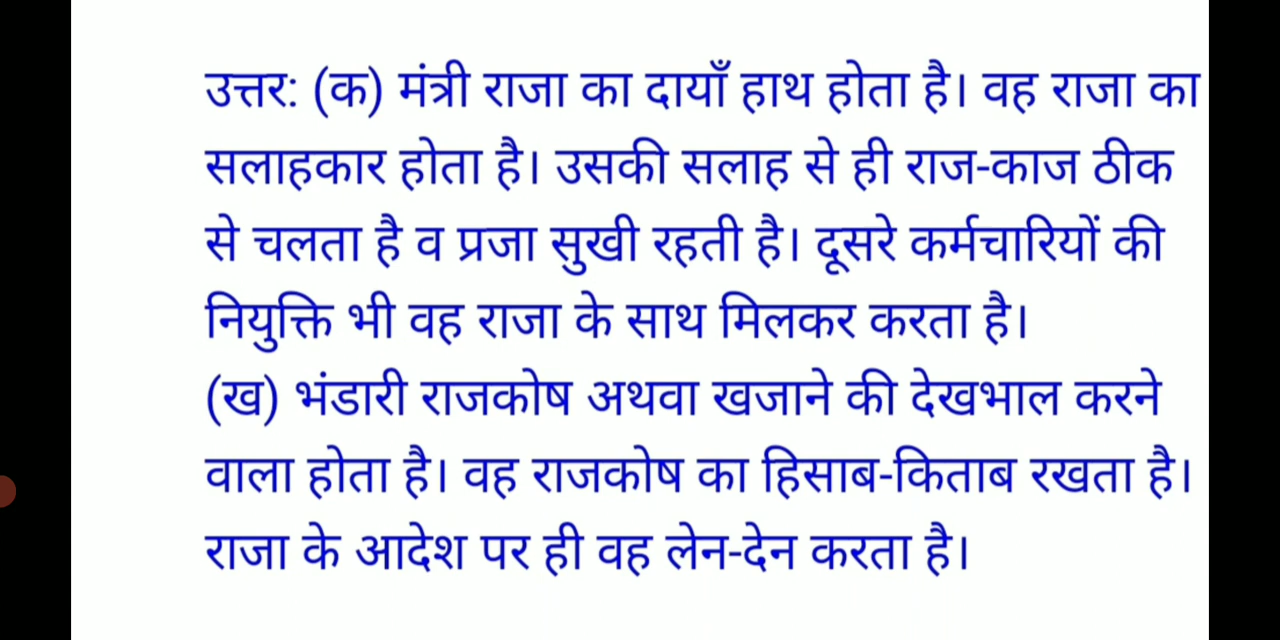 उत्तर: (क) मंत्री राजा का दायाँ हाथ होता है। वह राजा का
सलाहकार होता है। उसकी सलाह से ही राज-काज ठीक
से चलता है व प्रजा सुखी रहती है। दूसरे कर्मचारियों की
नियुक्ति भी वह राजा के साथ मिलकर करता है।
(ख) भंडारी राजकोष अथवा खजाने की देखभाल करने
वाला होता है। वह राजकोष का हिसाब-किताब रखता है।
राजा के आदेश पर ही वह लेन-देन करता है।